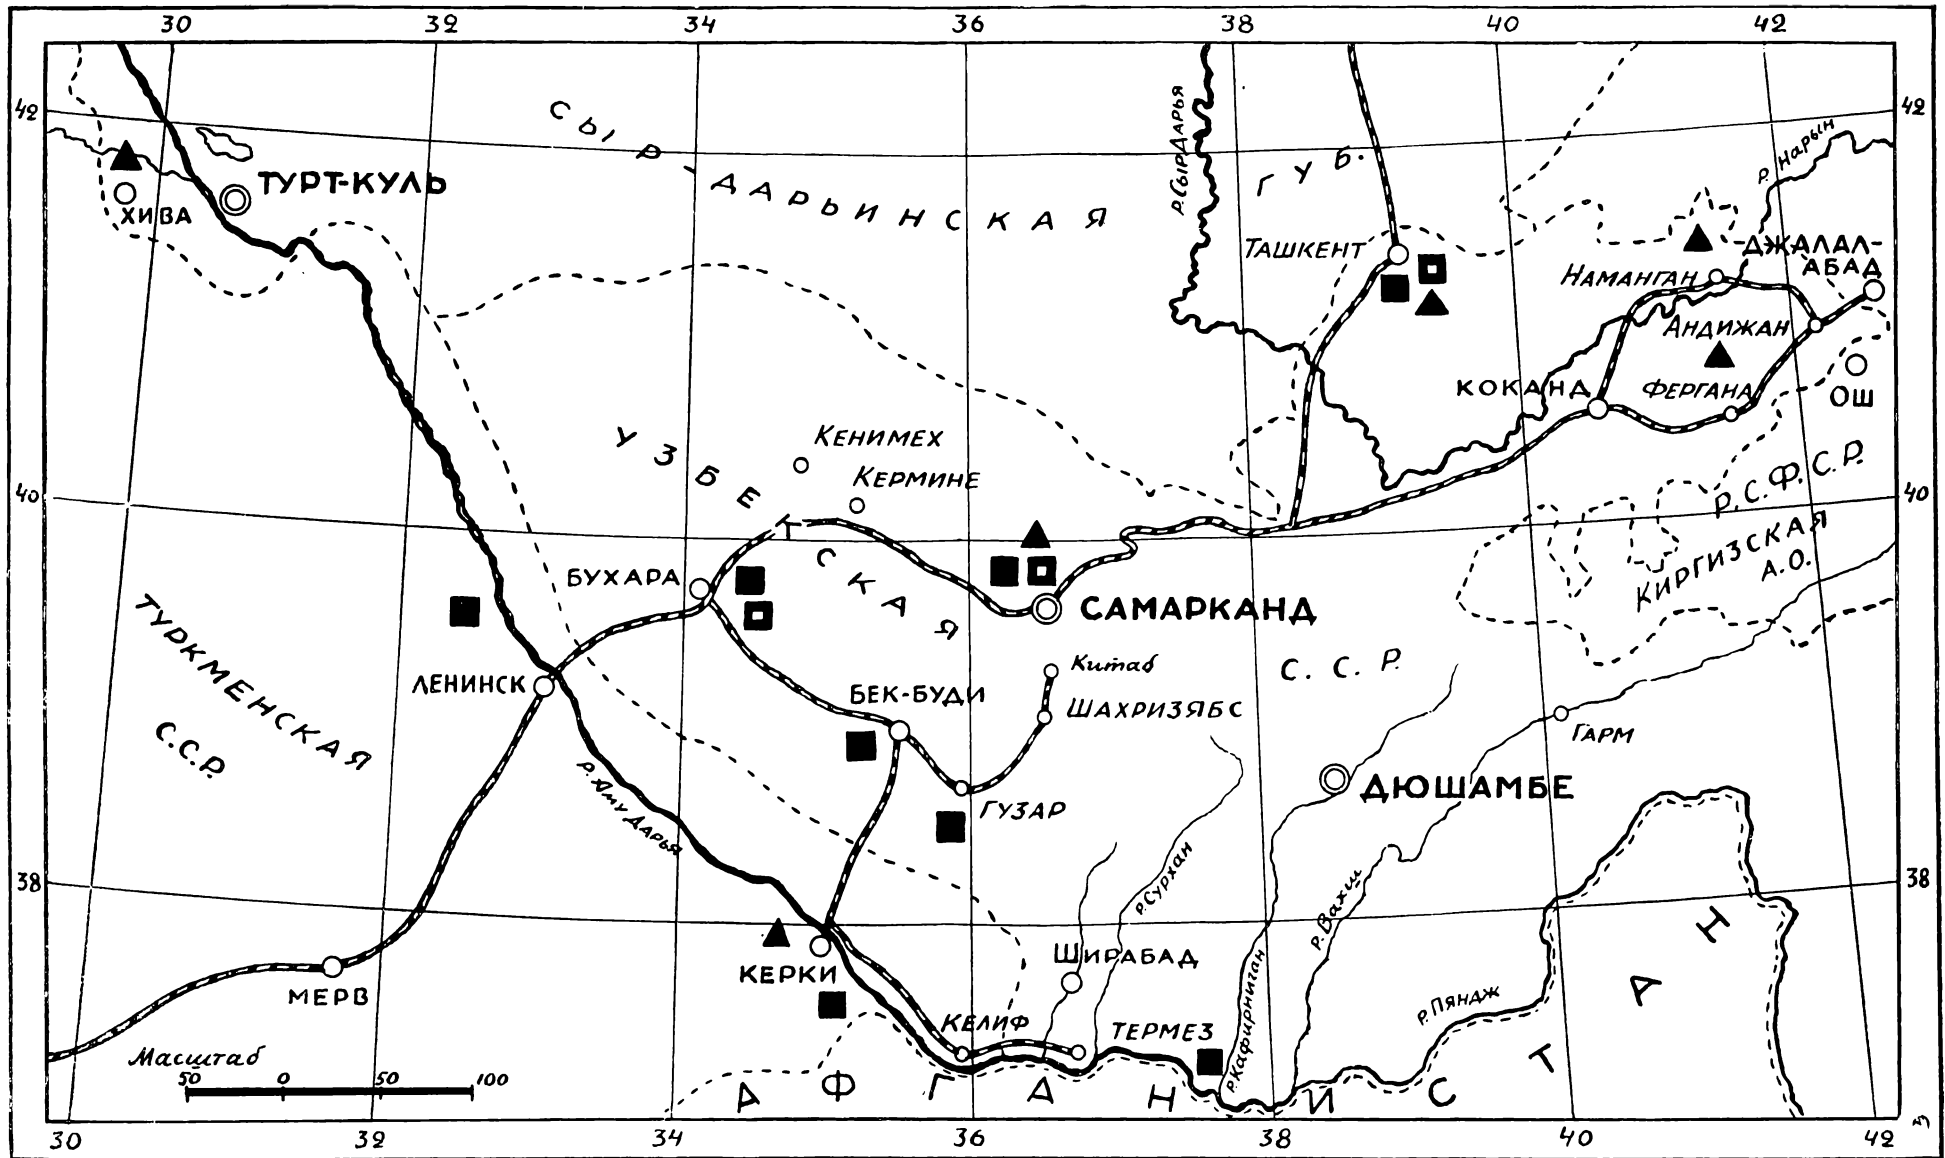 30 32 34 36 38 40 42
42 42
СЫР-ДАРЬИНСКАЯ ГУБ.
р. СырДарья
р. Нарын
ТУРТ-КУЛЬ
ХИВА
ТАШКЕНТ
ДЖАЛАЛ-
АБАД
НАМАНГАН
АНДИЖАН
КОКАНД
ФЕРГАНА
ОШ
УЗБЕТСКАЯ
С. С. Р.
КЕНИМЕХ
КЕРМИНЕ
40 40
Р.С.Ф.С.Р.
КИРГИЗСКАЯ
А.О.
БУХАРА
САМАРКАНД
ТУРКМЕНСКАЯ
С.С.Р.
ЛЕНИНСК
Китаб
БЕК-БУДИ
ШАХРИЗЯБС
ГАРМ
р. Аму Дарья
ГУЗАР
ДЮШАМБЕ
38 38
р. Сурхан
р. Вахш
ШИРАБАД
КЕРКИ
МЕРВ
р. Кафирниган
р. Пяндж
КЕЛИФ
ТЕРМЕЗ
Масштаб
50 0 50 100
АФГАНИСТАН
30 32 34 36 38 40 42